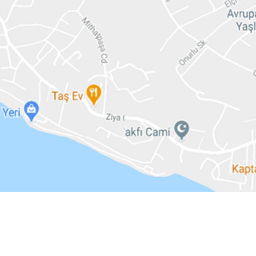 Avrupa
Yaşl
Mithatpaşa Cd
Onurlu Sk
Taş Ev
Yeri
Ziya
akfı Cami
Kapta